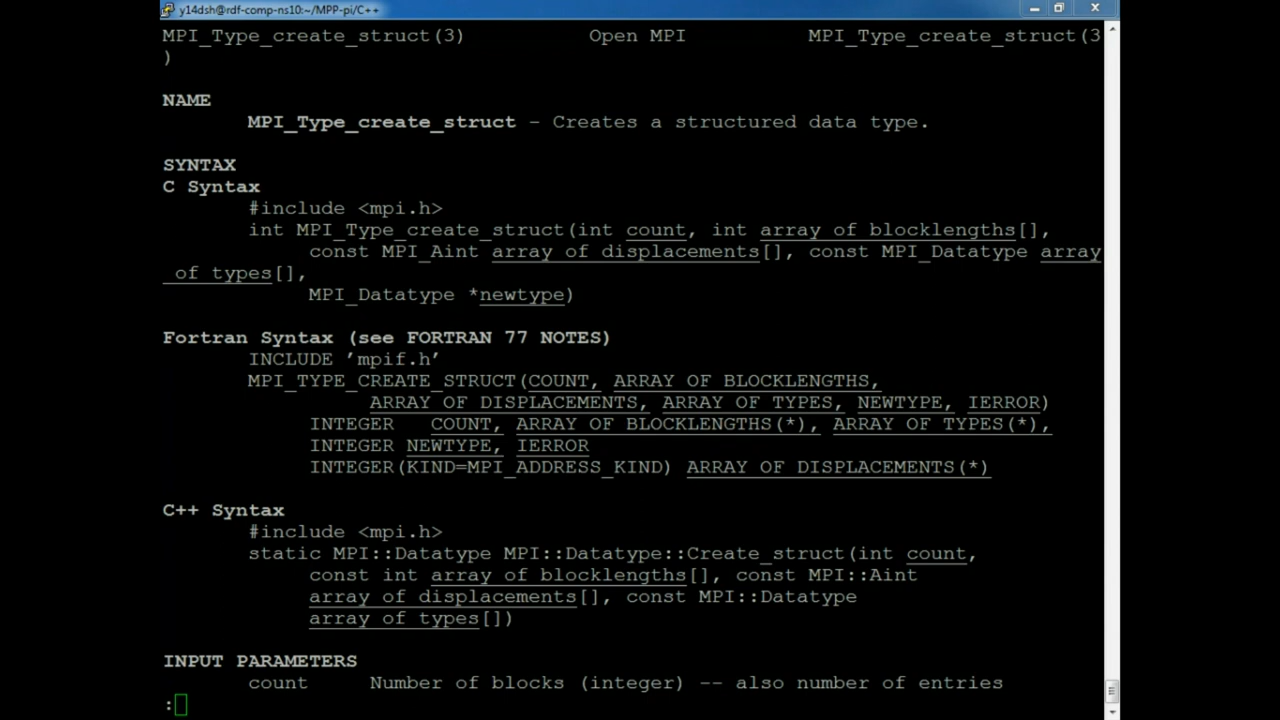 y14dsh@rdf-comp-ns10:~/MPP-pi/C++
MPI_Type_create_struct(3) Open MPI MPI_Type_create_struct(3
)
NAME
MPI_Type_create_struct - Creates a structured data type.
SYNTAX
C Syntax
#include <mpi.h>
int MPI_Type_create_struct(int count, int array_of_blocklengths[],
const MPI_Aint array_of_displacements[], const MPI_Datatype array
_of_types[],
MPI_Datatype *newtype)
Fortran Syntax (see FORTRAN 77 NOTES)
INCLUDE 'mpif.h'
MPI_TYPE_CREATE_STRUCT(COUNT, ARRAY_OF_BLOCKLENGTHS,
ARRAY_OF_DISPLACEMENTS, ARRAY_OF_TYPES, NEWTYPE, IERROR)
INTEGER COUNT, ARRAY_OF_BLOCKLENGTHS(*), ARRAY_OF_TYPES(*),
INTEGER NEWTYPE, IERROR
INTEGER(KIND=MPI_ADDRESS_KIND) ARRAY_OF_DISPLACEMENTS(*)
C++ Syntax
#include <mpi.h>
static MPI::Datatype MPI::Datatype::Create_struct(int count,
const int array_of_blocklengths[], const MPI::Aint
array_of_displacements[], const MPI::Datatype
array_of_types[])
INPUT PARAMETERS
count Number of blocks (integer) -- also number of entries
: